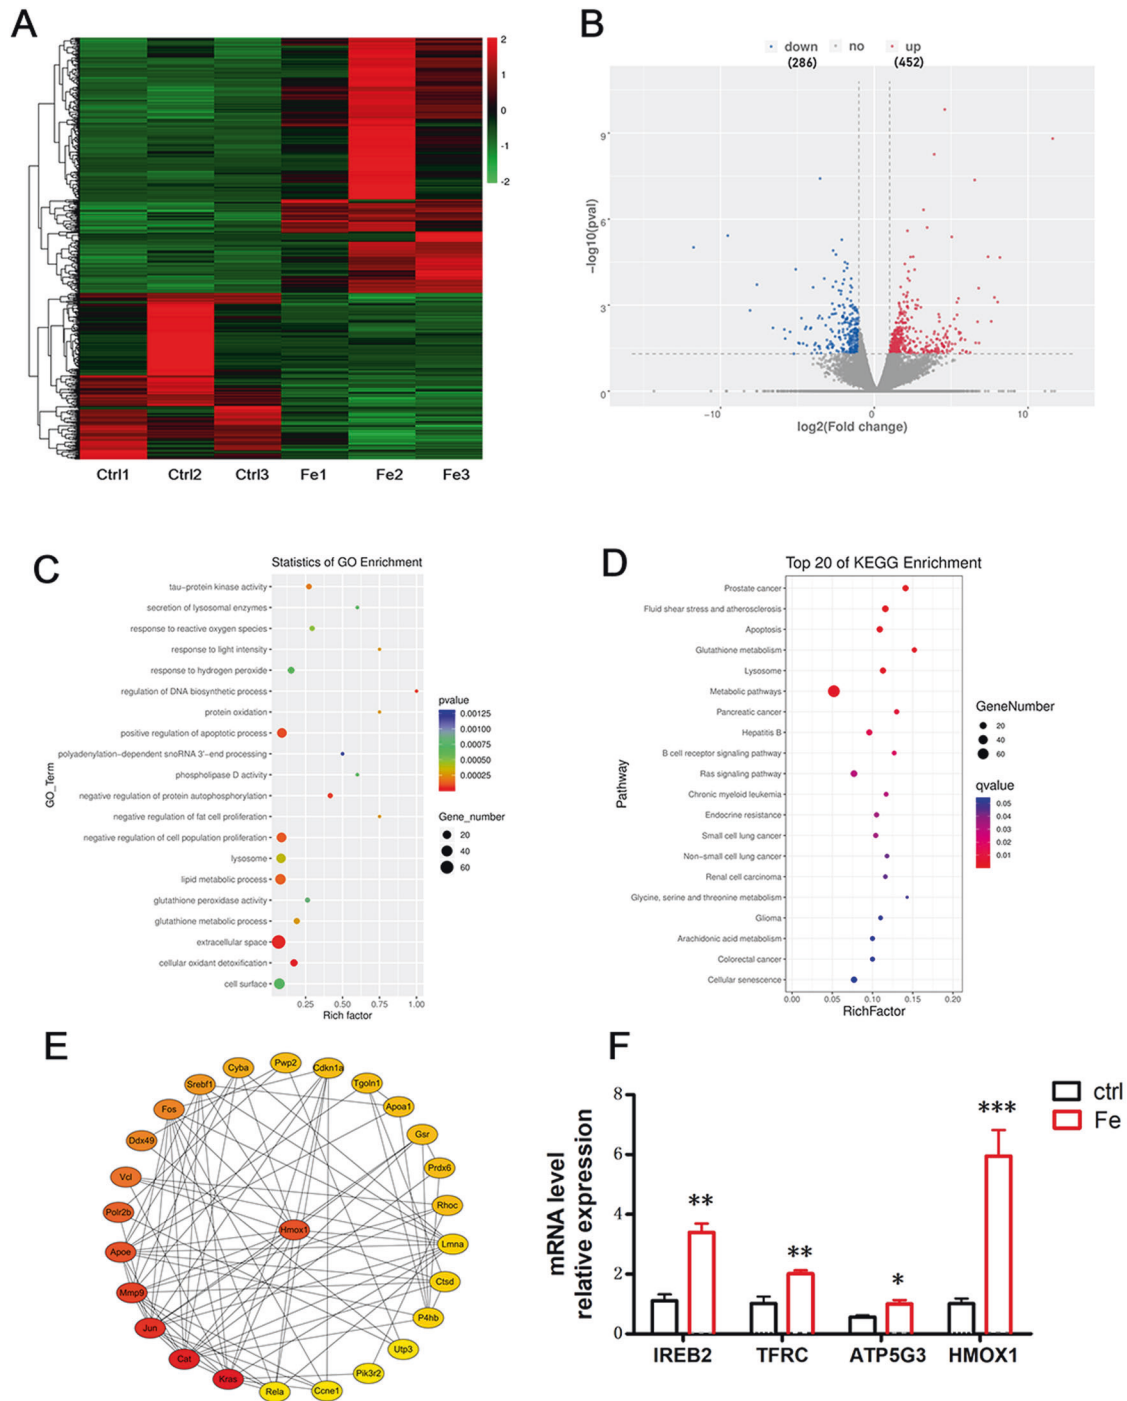 A
2
1
0
-1
-2
Ctrl1 Ctrl2 Ctrl3 Fe1 Fe2 Fe3
B
down no up
(286) (452)
9
6
3
0
−log10(pval)
−10 0 10
log2(Fold change)
C
Statistics of GO Enrichment
GO_Term
tau−protein kinase activity
secretion of lysosomal enzymes
response to reactive oxygen species
response to light intensity
response to hydrogen peroxide
regulation of DNA biosynthetic process
protein oxidation
positive regulation of apoptotic process
polyadenylation−dependent snoRNA 3'−end processing
phospholipase D activity
negative regulation of protein autophosphorylation
negative regulation of fat cell proliferation
negative regulation of cell population proliferation
lysosome
lipid metabolic process
glutathione peroxidase activity
glutathione metabolic process
extracellular space
cellular oxidant detoxification
cell surface
0.25 0.50 0.75 1.00
Rich factor
pvalue
0.00125
0.00100
0.00075
0.00050
0.00025
Gene_number
20
40
60
D
Top 20 of KEGG Enrichment
Pathway
Prostate cancer
Fluid shear stress and atherosclerosis
Apoptosis
Glutathione metabolism
Lysosome
Metabolic pathways
Pancreatic cancer
Hepatitis B
B cell receptor signaling pathway
Ras signaling pathway
Chronic myeloid leukemia
Endocrine resistance
Small cell lung cancer
Non−small cell lung cancer
Renal cell carcinoma
Glycine, serine and threonine metabolism
Glioma
Arachidonic acid metabolism
Colorectal cancer
Cellular senescence
0.00 0.05 0.10 0.15 0.20
RichFactor
GeneNumber
20
40
60
qvalue
0.05
0.04
0.03
0.02
0.01
E
Pwp2
Cdkn1a
Tgoln1
Apoa1
Gsr
Prdx6
Rhoc
Lmna
Ctsd
P4hb
Utp3
Pik3r2
Ccne1
Rela
Kras
Cat
Jun
Mmp9
Apoe
Polr2b
Vcl
Ddx49
Fos
Srebf1
Cyba
Hmox1
F
mRNA level
relative expression
8
6
4
2
0
** ** * ***
IREB2 TFRC ATP5G3 HMOX1
ctrl
Fe